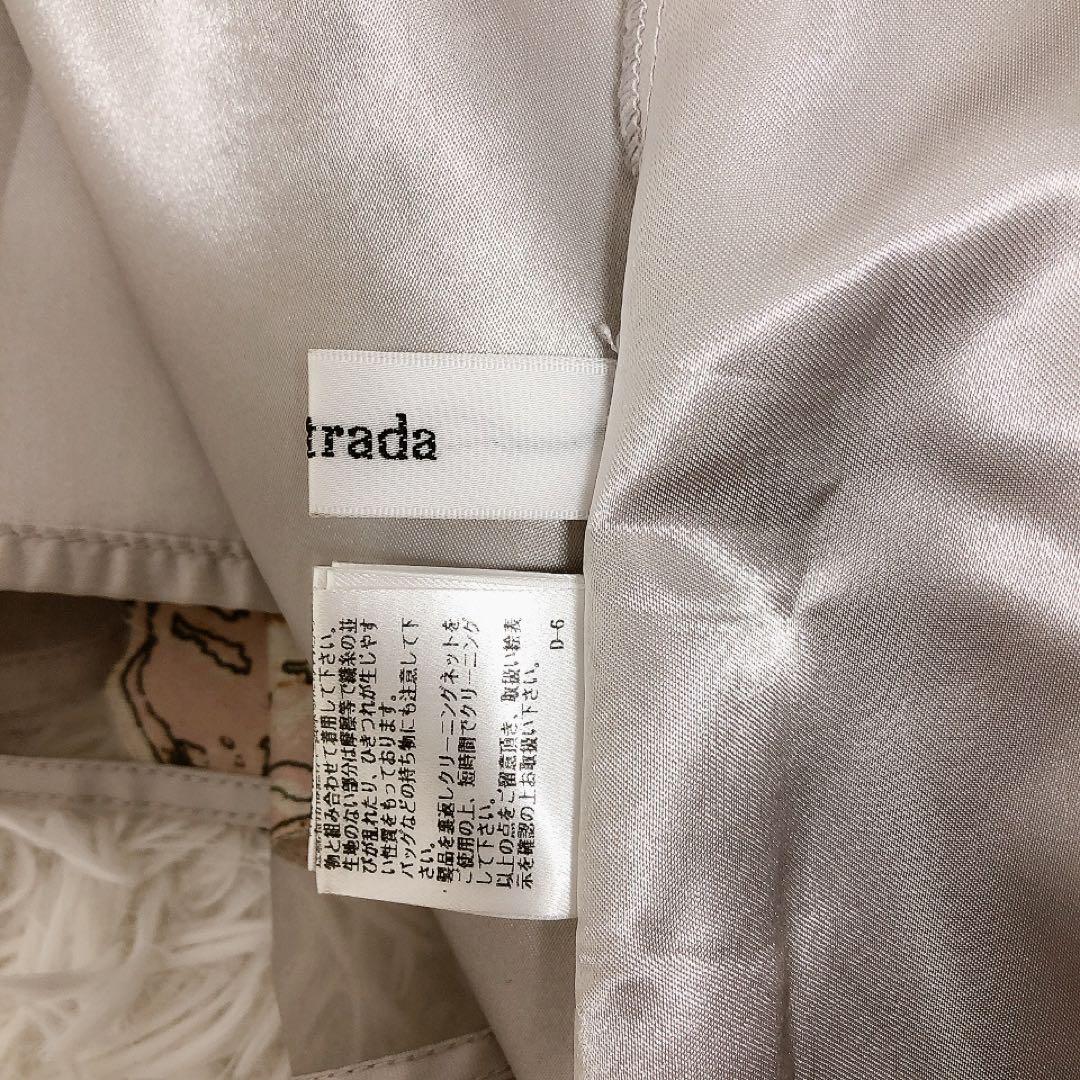 trada
物と組み合わせて着用して下さい。
生地のない部分は摩擦等で織糸の並
びが乱れたり、ひきつれが生じやす
い性質をもっております。
バッグなどの持ち物にも注意して下
さい。
・製品を裏返しクリーニングネットを
ご使用の上、短時間でクリーニング
して下さい。
以上の点をご留意頂き、取扱い絵表
示を確認の上お取扱い下さい。
D-6